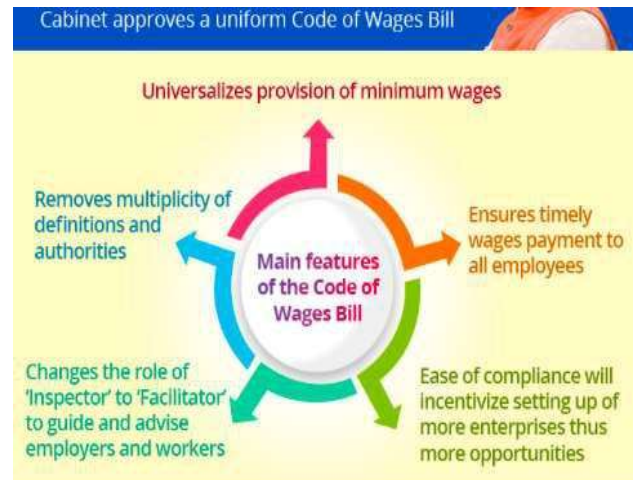 Cabinet approves a uniform Code of Wages Bill
Universalizes provision of minimum wages
Removes multiplicity of
definitions and
authorities
Ensures timely
wages payment to
all employees
Main features
of the Code of
Wages Bill
Changes the role of
'Inspector' to 'Facilitator'
to guide and advise
employers and workers
Ease of compliance will
incentivize setting up of
more enterprises thus
more opportunities